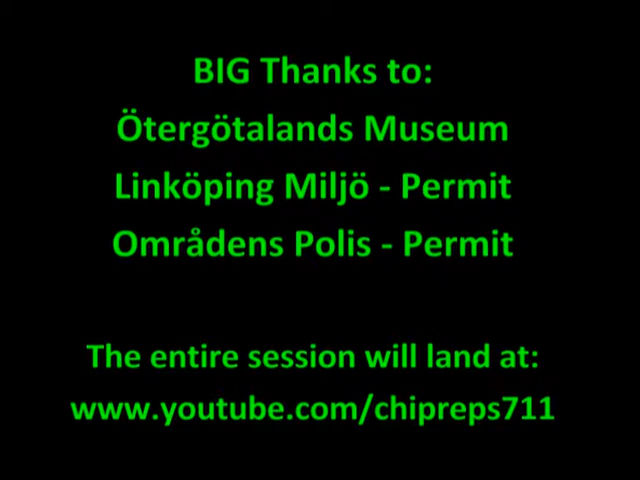 BIG Thanks to:
Ötergötalands Museum
Linköping Miljö - Permit
Områdens Polis - Permit
The entire session will land at:
www.youtube.com/chipreps711